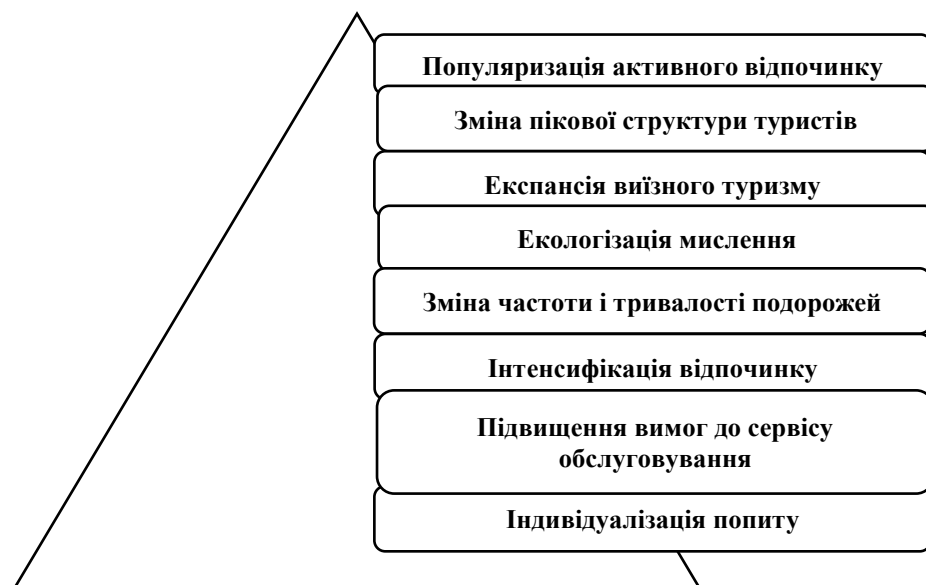 Популяризація активного відпочинку
Зміна пікової структури туристів
Експансія виїзного туризму
Екологізація мислення
Зміна частоти і тривалості подорожей
Інтенсифікація відпочинку
Підвищення вимог до сервісу
обслуговування
Індивідуалізація попиту